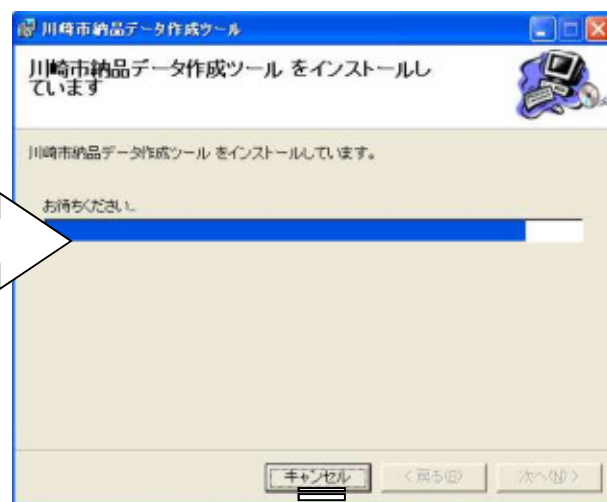 川崎市納品データ作成ツール
川崎市納品データ作成ツール をインストールし
ています
川崎市納品データ作成ツール をインストールしています。
お待ちください...
キャンセル
< 戻る(B)
次へ(N) >